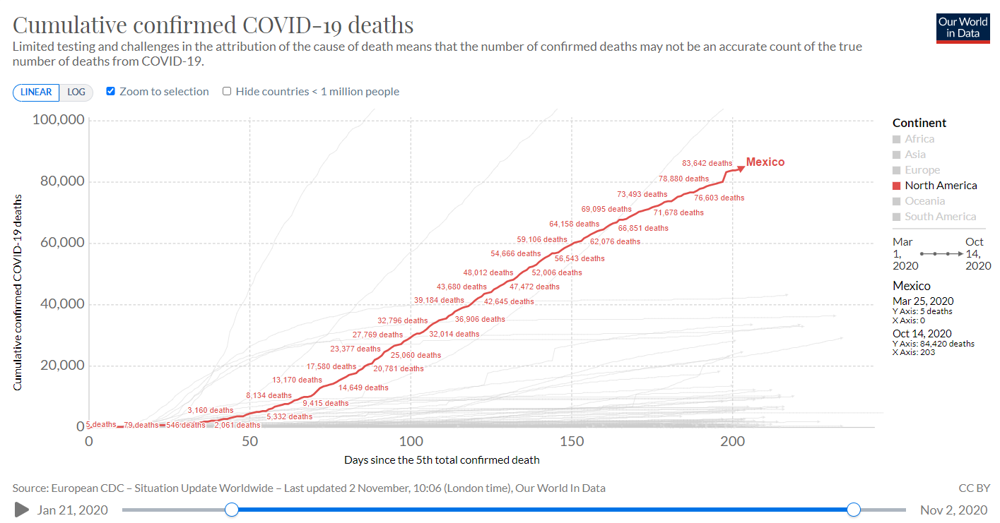 Cumulative confirmed COVID-19 deaths
Our World
in Data
Limited testing and challenges in the attribution of the cause of death means that the number of confirmed deaths may not be an accurate count of the true
number of deaths from COVID-19.
LINEAR
LOG
Zoom to selection
Hide countries < 1 million people
100,000
80,000
60,000
40,000
20,000
0
Cumulative confirmed COVID-19 deaths
5 deaths
79 deaths
546 deaths
2,061 deaths
3,160 deaths
5,332 deaths
8,134 deaths
9,415 deaths
13,170 deaths
14,649 deaths
17,580 deaths
20,781 deaths
23,377 deaths
25,060 deaths
27,769 deaths
32,014 deaths
32,796 deaths
36,906 deaths
39,184 deaths
42,645 deaths
43,680 deaths
47,472 deaths
48,012 deaths
52,006 deaths
54,666 deaths
56,543 deaths
59,106 deaths
62,076 deaths
64,158 deaths
66,851 deaths
69,095 deaths
71,678 deaths
73,493 deaths
76,603 deaths
78,880 deaths
83,642 deaths
Mexico
0
50
100
150
200
Days since the 5th total confirmed death
Continent
Africa
Asia
Europe
North America
Oceania
South America
Mar
1,
2020
Oct
14,
2020
Mexico
Mar 25, 2020
Y Axis: 5 deaths
X Axis: 0
Oct 14, 2020
Y Axis: 84,420 deaths
X Axis: 203
Source: European CDC – Situation Update Worldwide – Last updated 2 November, 10:06 (London time), Our World In Data
CC BY
Jan 21, 2020
Nov 2, 2020